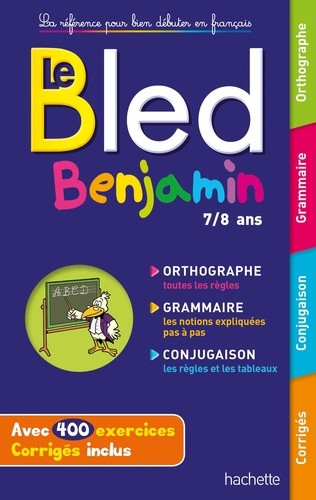 La référence pour bien débuter en français
Le
Bled
Benjamin
7/8 ans
ABCD
ORTHOGRAPHE
toutes les règles
GRAMMAIRE
les notions expliquées
pas à pas
CONJUGAISON
les règles et les tableaux
Avec 400 exercices
Corrigés inclus
hachette
Orthographe
Grammaire
Conjugaison
Corrigés